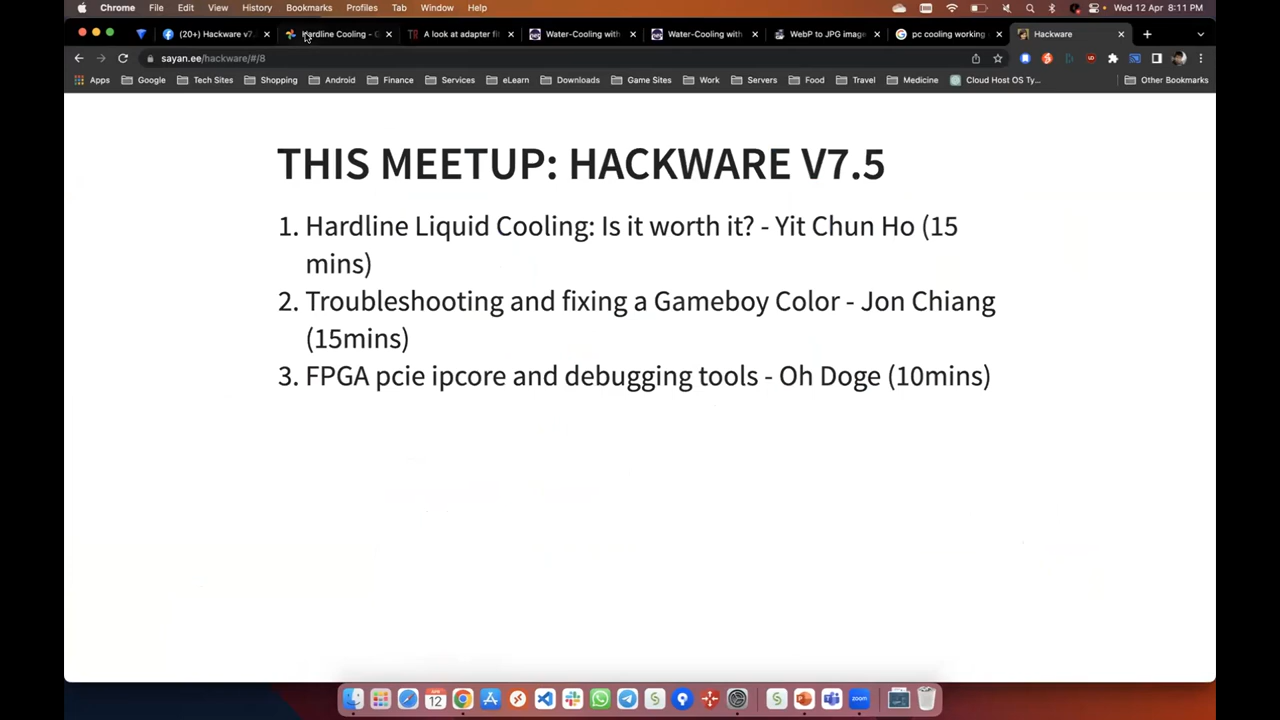 Chrome File Edit View History Bookmarks Profiles Tab Window Help Wed 12 Apr 8:11 PM
(20+) Hackware v7. Hardline Cooling - G A look at adapter fi Water-Cooling with Water-Cooling with WebP to JPG image pc cooling working Hackware
sayan.ee/hackware/#/8
Apps Google Tech Sites Shopping Android Finance Services eLearn Downloads Game Sites Work Servers Food Travel Medicine Cloud Host OS Ty... Other Bookmarks
THIS MEETUP: HACKWARE V7.5
1. Hardline Liquid Cooling: Is it worth it? - Yit Chun Ho (15
mins)
2. Troubleshooting and fixing a Gameboy Color - Jon Chiang
(15mins)
3. FPGA pcie ipcore and debugging tools - Oh Doge (10mins)
APR
12
zoom